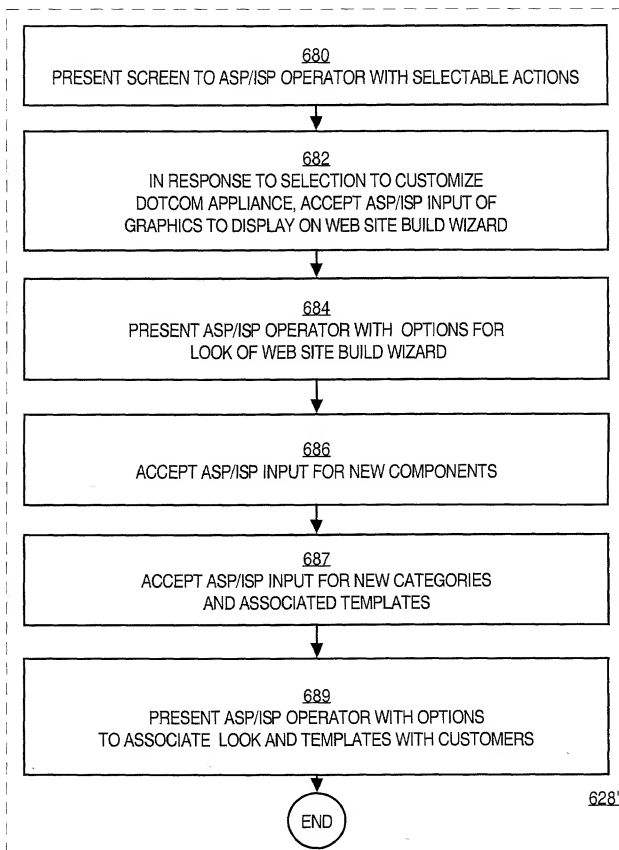 680
PRESENT SCREEN TO ASP/ISP OPERATOR WITH SELECTABLE ACTIONS
682
IN RESPONSE TO SELECTION TO CUSTOMIZE
DOTCOM APPLIANCE, ACCEPT ASP/ISP INPUT OF
GRAPHICS TO DISPLAY ON WEB SITE BUILD WIZARD
684
PRESENT ASP/ISP OPERATOR WITH OPTIONS FOR
LOOK OF WEB SITE BUILD WIZARD
686
ACCEPT ASP/ISP INPUT FOR NEW COMPONENTS
687
ACCEPT ASP/ISP INPUT FOR NEW CATEGORIES
AND ASSOCIATED TEMPLATES
689
PRESENT ASP/ISP OPERATOR WITH OPTIONS
TO ASSOCIATE LOOK AND TEMPLATES WITH CUSTOMERS
628'
END